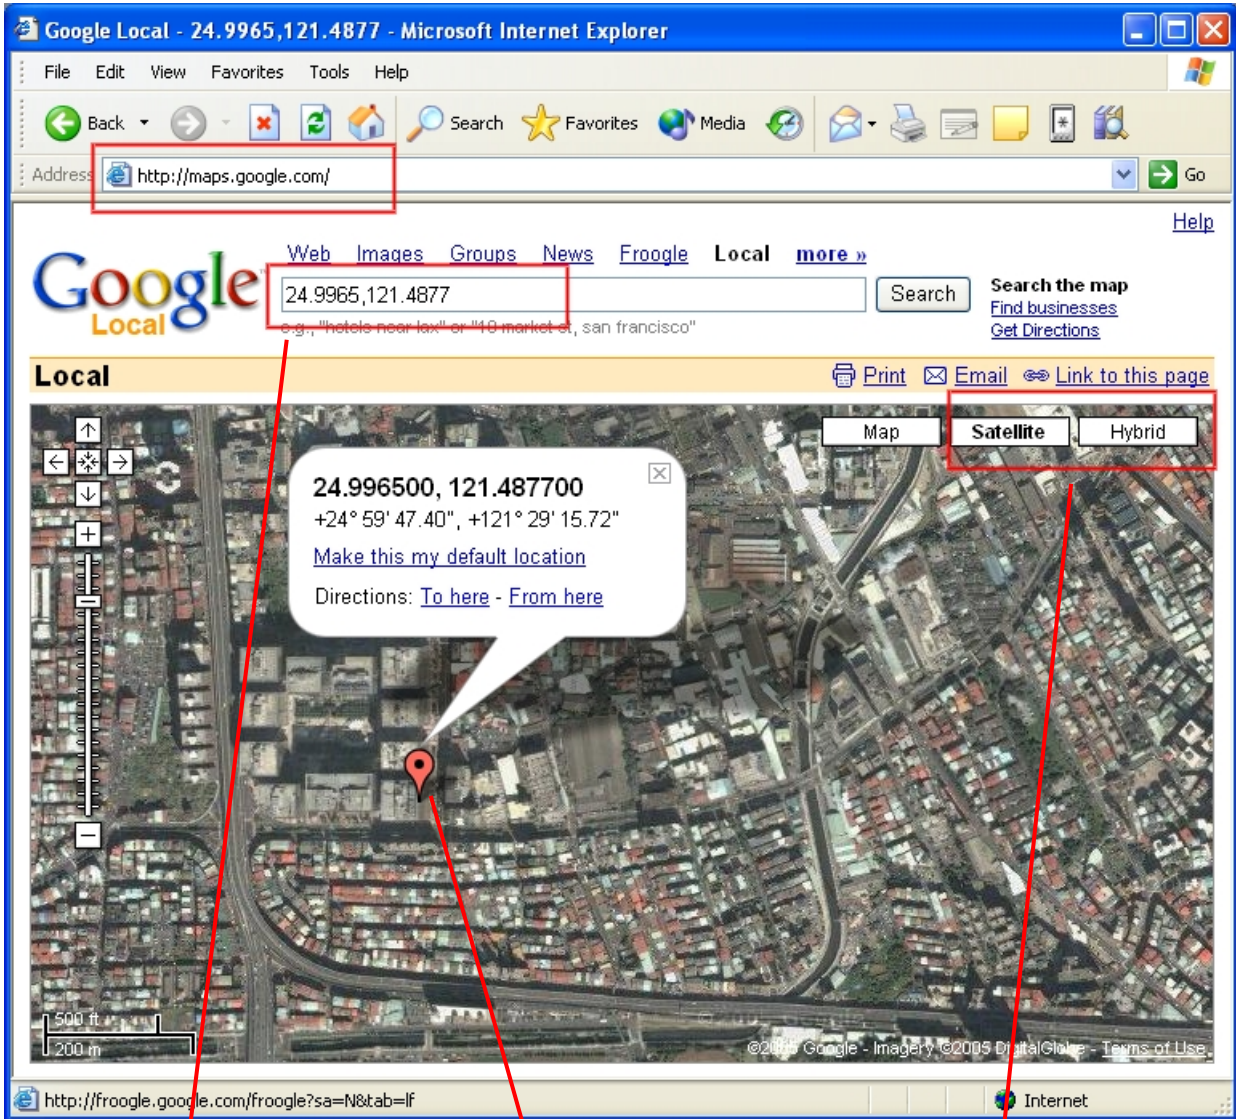 Google Local - 24.9965,121.4877 - Microsoft Internet Explorer
File Edit View Favorites Tools Help
Back Search Favorites Media
Address http://maps.google.com/ Go
Help
Web Images Groups News Froogle Local more »
Google Local
24.9965,121.4877 Search
e.g., "hotels near lax" or "10 market st, san francisco"
Search the map
Find businesses
Get Directions
Local Print Email Link to this page
Map Satellite Hybrid
24.996500, 121.487700
+24° 59' 47.40", +121° 29' 15.72"
Make this my default location
Directions: To here - From here
500 ft
200 m
©2005 Google - Imagery ©2005 DigitalGlobe - Terms of Use
http://froogle.google.com/froogle?sa=N&tab=lf Internet